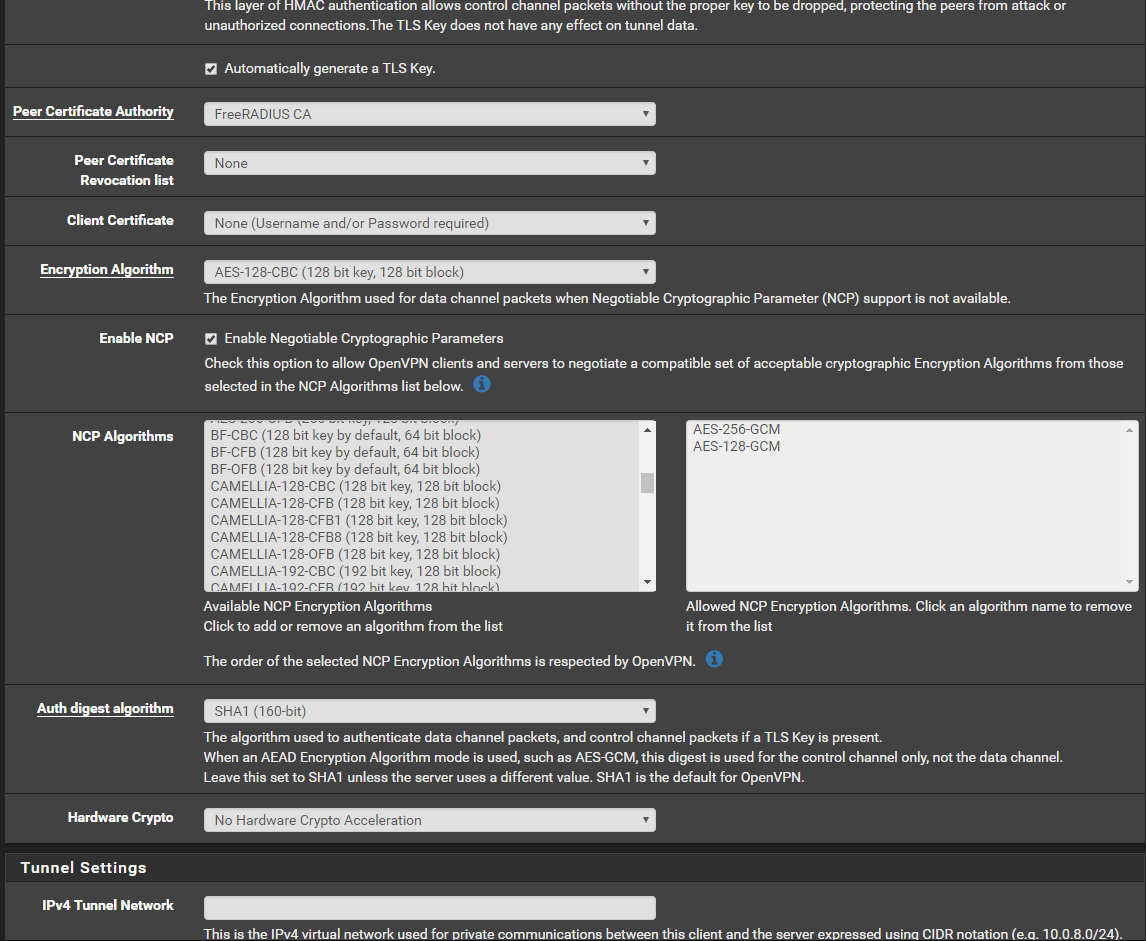 This layer of HMAC authentication allows control channel packets without the proper key to be dropped, protecting the peers from attack or
unauthorized connections.The TLS Key does not have any effect on tunnel data.
Automatically generate a TLS Key.
Peer Certificate Authority
FreeRADIUS CA
Peer Certificate
Revocation list
None
Client Certificate
None (Username and/or Password required)
Encryption Algorithm
AES-128-CBC (128 bit key, 128 bit block)
The Encryption Algorithm used for data channel packets when Negotiable Cryptographic Parameter (NCP) support is not available.
Enable NCP
Enable Negotiable Cryptographic Parameters
Check this option to allow OpenVPN clients and servers to negotiate a compatible set of acceptable cryptographic Encryption Algorithms from those
selected in the NCP Algorithms list below.
NCP Algorithms
AES-256-OFB (256 bit key, 128 bit block)
BF-CBC (128 bit key by default, 64 bit block)
BF-CFB (128 bit key by default, 64 bit block)
BF-OFB (128 bit key by default, 64 bit block)
CAMELLIA-128-CBC (128 bit key, 128 bit block)
CAMELLIA-128-CFB (128 bit key, 128 bit block)
CAMELLIA-128-CFB1 (128 bit key, 128 bit block)
CAMELLIA-128-CFB8 (128 bit key, 128 bit block)
CAMELLIA-128-OFB (128 bit key, 128 bit block)
CAMELLIA-192-CBC (192 bit key, 128 bit block)
CAMELLIA-192-CFB (192 bit key, 128 bit block)
AES-256-GCM
AES-128-GCM
Available NCP Encryption Algorithms
Click to add or remove an algorithm from the list
Allowed NCP Encryption Algorithms. Click an algorithm name to remove
it from the list
The order of the selected NCP Encryption Algorithms is respected by OpenVPN.
Auth digest algorithm
SHA1 (160-bit)
The algorithm used to authenticate data channel packets, and control channel packets if a TLS Key is present.
When an AEAD Encryption Algorithm mode is used, such as AES-GCM, this digest is used for the control channel only, not the data channel.
Leave this set to SHA1 unless the server uses a different value. SHA1 is the default for OpenVPN.
Hardware Crypto
No Hardware Crypto Acceleration
Tunnel Settings
IPv4 Tunnel Network
This is the IPv4 virtual network used for private communications between this client and the server expressed using CIDR notation (e.g. 10.0.8.0/24).